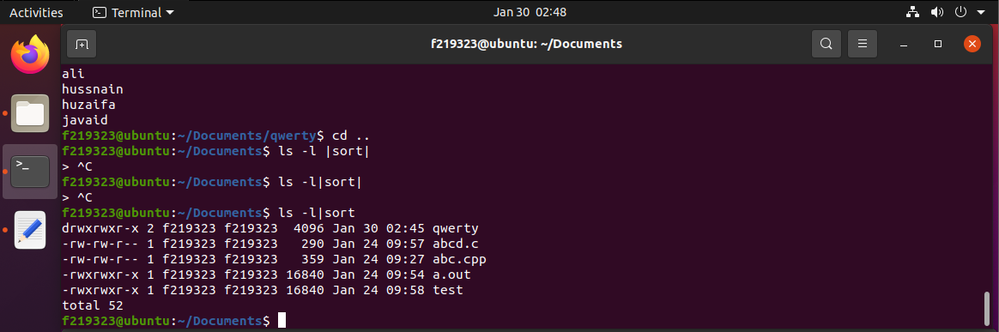 Activities Terminal Jan 30 02:48
f219323@ubuntu: ~/Documents
ali
hussnain
huzaifa
javaid
f219323@ubuntu:~/Documents/qwerty$ cd ..
f219323@ubuntu:~/Documents$ ls -l |sort|
> ^C
f219323@ubuntu:~/Documents$ ls -l|sort|
> ^C
f219323@ubuntu:~/Documents$ ls -l|sort
drwxrwxr-x 2 f219323 f219323  4096 Jan 30 02:45 qwerty
-rw-rw-r-- 1 f219323 f219323   290 Jan 24 09:57 abcd.c
-rw-rw-r-- 1 f219323 f219323   359 Jan 24 09:27 abc.cpp
-rwxrwxr-x 1 f219323 f219323 16840 Jan 24 09:54 a.out
-rwxrwxr-x 1 f219323 f219323 16840 Jan 24 09:58 test
total 52
f219323@ubuntu:~/Documents$